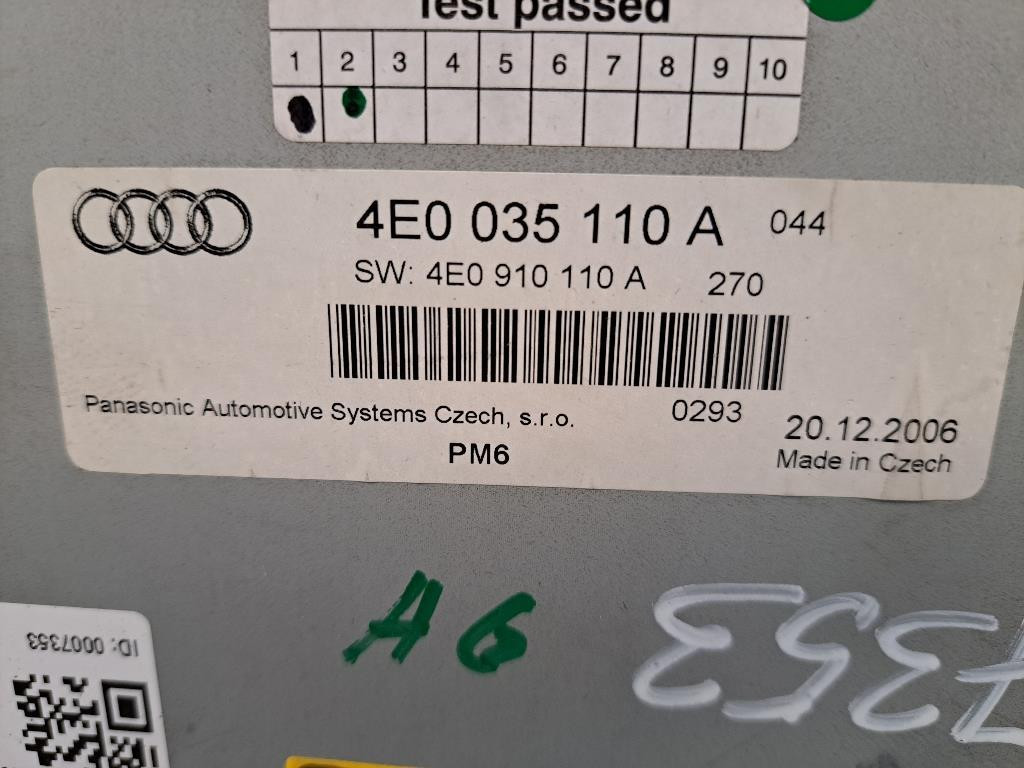 Test passed
1 2 3 4 5 6 7 8 9 10
4E0 035 110 A 044
SW: 4E0 910 110 A 270
0293
Panasonic Automotive Systems Czech, s.r.o.
20.12.2006
PM6
Made in Czech
A6
7353
ID: 0007353